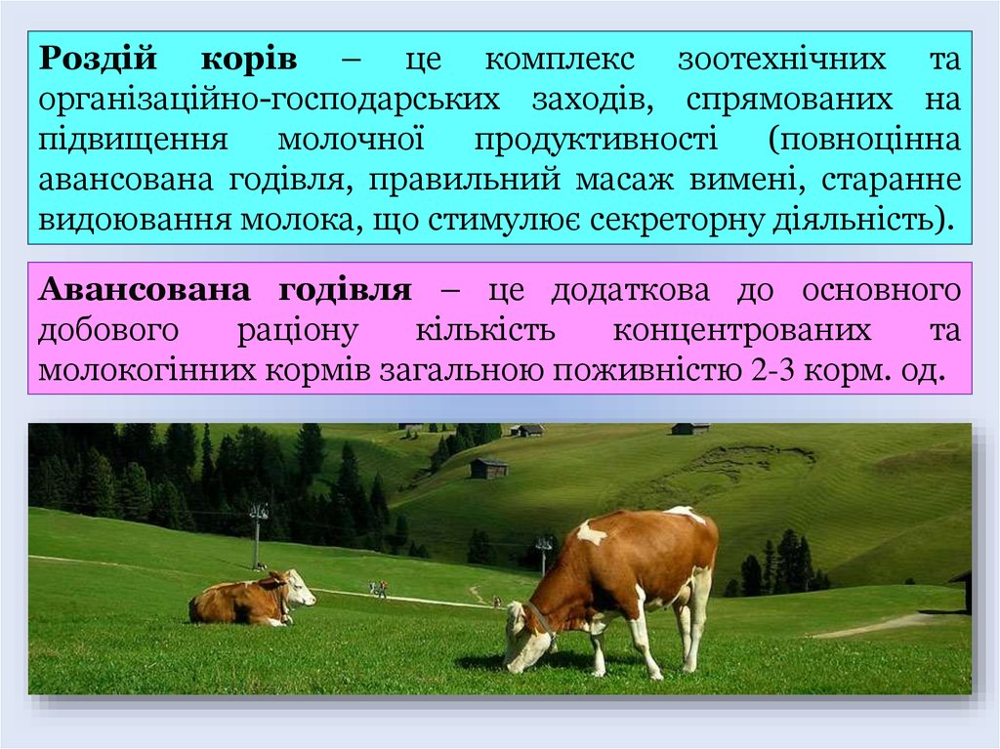 Роздій корів – це комплекс зоотехнічних та
організаційно-господарських заходів, спрямованих на
підвищення молочної продуктивності (повноцінна
авансована годівля, правильний масаж вимені, старанне
видоювання молока, що стимулює секреторну діяльність).
Авансована годівля – це додаткова до основного
добового раціону кількість концентрованих та
молокогінних кормів загальною поживністю 2-3 корм. од.